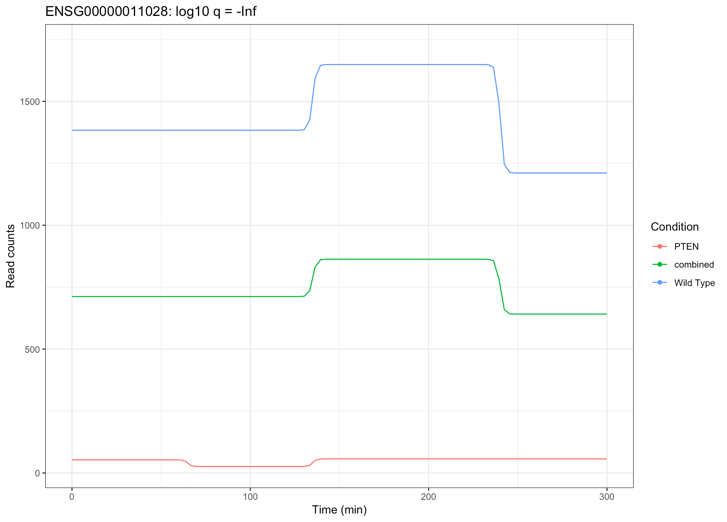 ENSG00000011028: log10 q = -Inf
1500
1000
500
0
Read counts
0 100 200 300
Time (min)
Condition
PTEN
combined
Wild Type